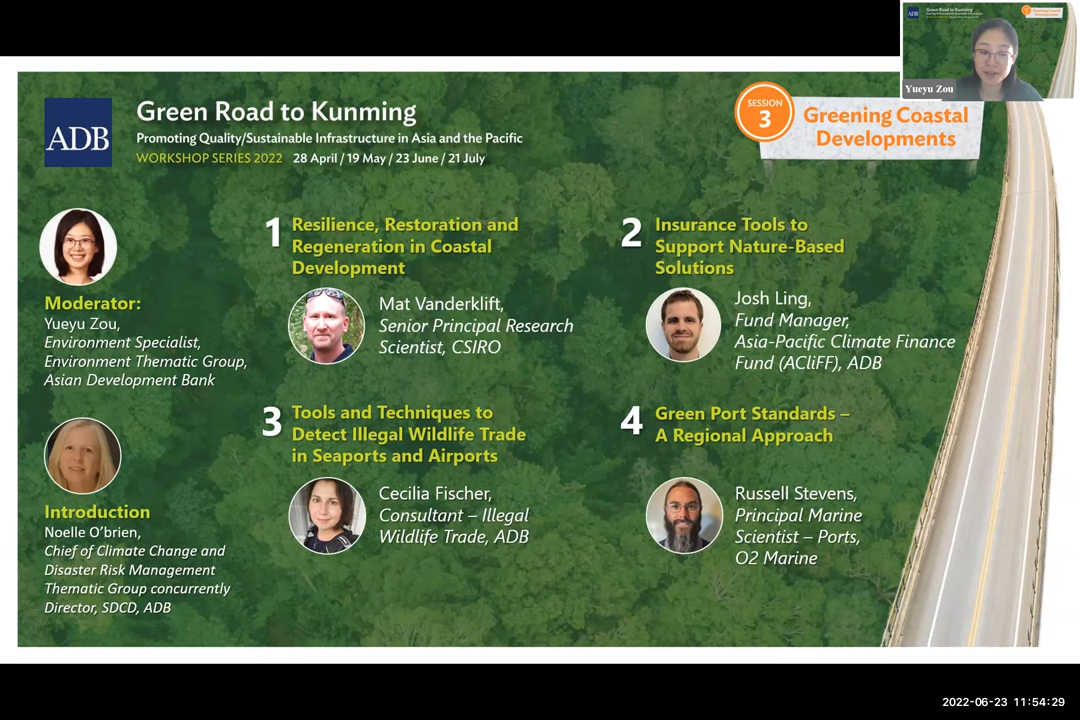 ADB
Green Road to Kunming
Promoting Quality/Sustainable Infrastructure in Asia and the Pacific
WORKSHOP SERIES 2022 28 April / 19 May / 23 June / 21 July
SESSION
3
Greening Coastal
Developments
Yueyu Zou
Moderator:
Yueyu Zou,
Environment Specialist,
Environment Thematic Group,
Asian Development Bank
Introduction
Noelle O'brien,
Chief of Climate Change and
Disaster Risk Management
Thematic Group concurrently
Director, SDCD, ADB
1
Resilience, Restoration and
Regeneration in Coastal
Development
Mat Vanderklift,
Senior Principal Research
Scientist, CSIRO
2
Insurance Tools to
Support Nature-Based
Solutions
Josh Ling,
Fund Manager,
Asia-Pacific Climate Finance
Fund (ACliFF), ADB
3
Tools and Techniques to
Detect Illegal Wildlife Trade
in Seaports and Airports
Cecilia Fischer,
Consultant – Illegal
Wildlife Trade, ADB
4
Green Port Standards –
A Regional Approach
Russell Stevens,
Principal Marine
Scientist – Ports,
O2 Marine
2022-06-23 11:54:29